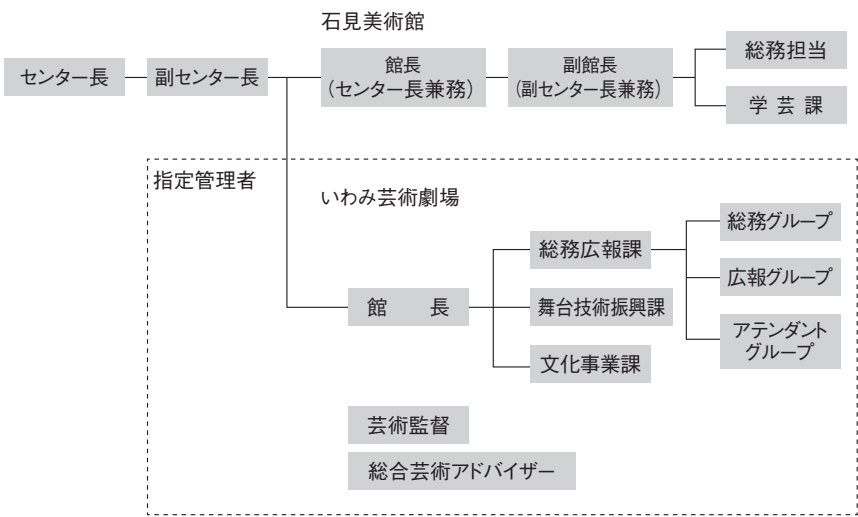 石見美術館
センター長
副センター長
館長
(センター長兼務)
副館長
(副センター長兼務)
総務担当
学芸課
指定管理者
いわみ芸術劇場
館　長
総務広報課
舞台技術振興課
文化事業課
総務グループ
広報グループ
アテンダント
グループ
芸術監督
総合芸術アドバイザー